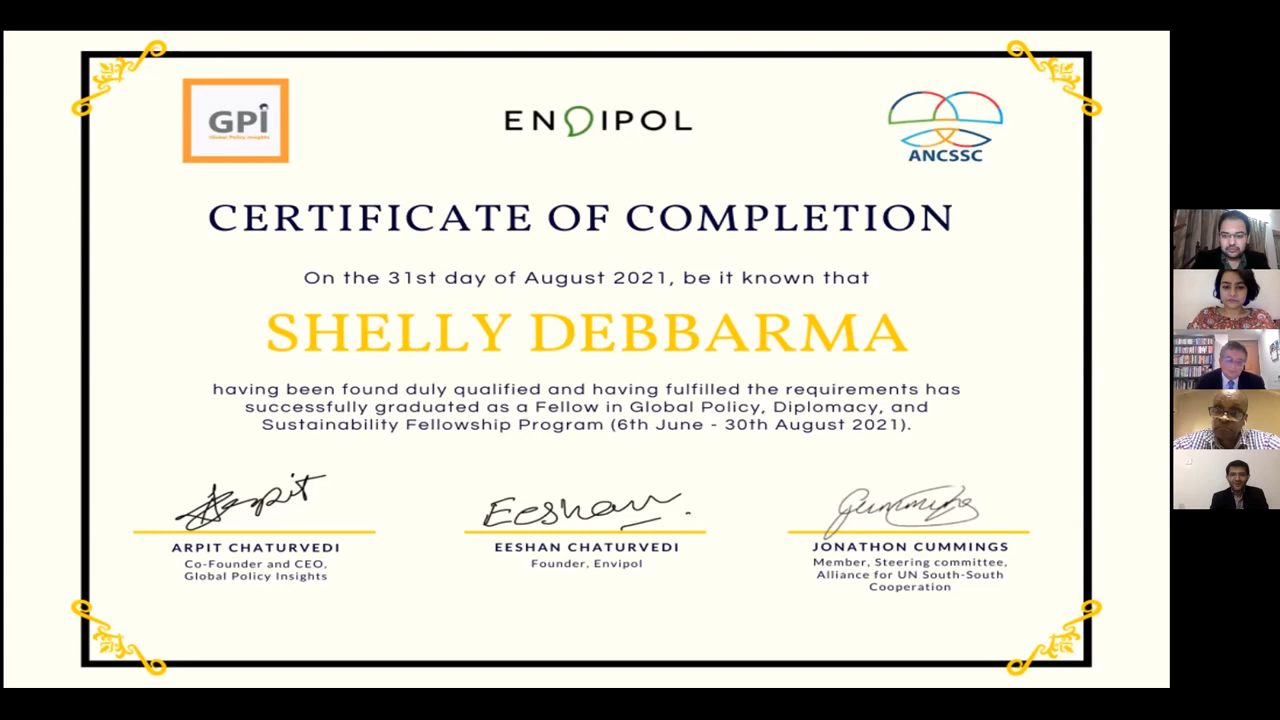 GPi
Global Policy Insights
ENVIPOL
ANCSSC
CERTIFICATE OF COMPLETION
On the 31st day of August 2021, be it known that
SHELLY DEBBARMA
having been found duly qualified and having fulfilled the requirements has
successfully graduated as a Fellow in Global Policy, Diplomacy, and
Sustainability Fellowship Program (6th June - 30th August 2021).
Arpit
Eeshan
Cummings
ARPIT CHATURVEDI
Co-Founder and CEO,
Global Policy Insights
EESHAN CHATURVEDI
Founder, Envipol
JONATHON CUMMINGS
Member, Steering committee,
Alliance for UN South-South
Cooperation